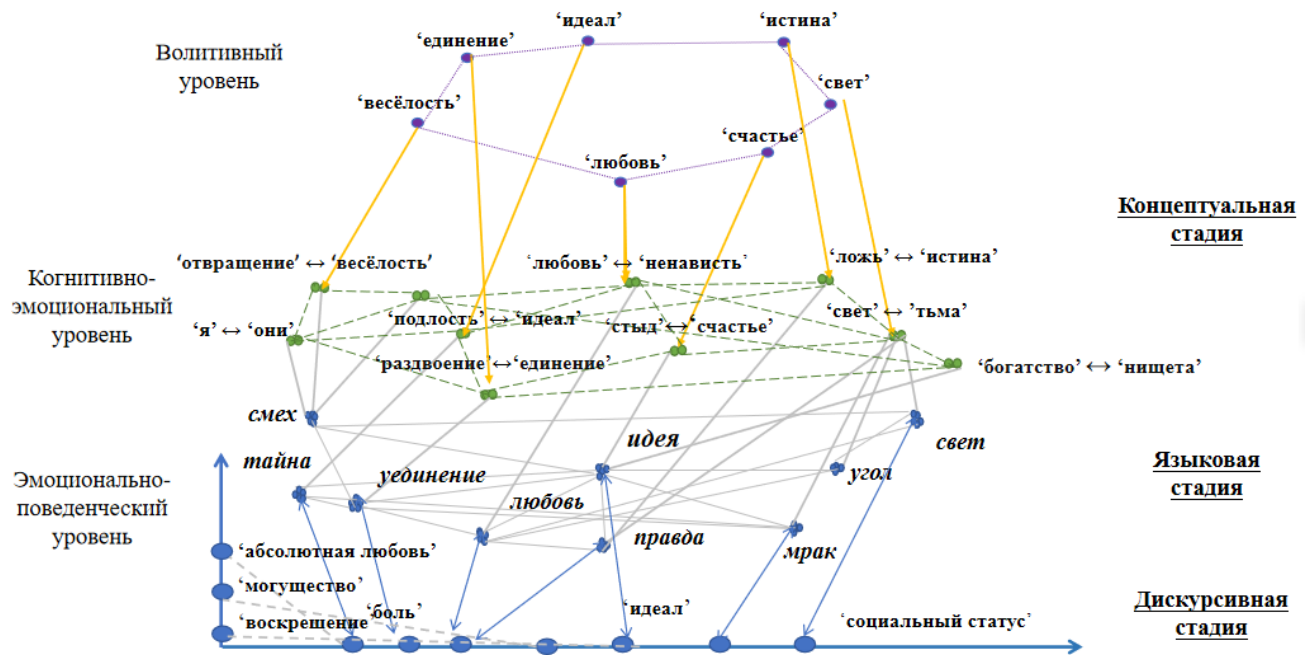 ‘идеал’
‘истина’
‘единение’
Волитивный
уровень
‘свет’
‘весёлость’
‘счастье’
‘любовь’
Концептуальная
стадия
‘отвращение’ ↔ ‘весёлость’
‘любовь’ ↔ ‘ненависть’
‘ложь’ ↔ ‘истина’
Когнитивно-
эмоциональный
уровень
‘я’ ↔ ‘они’
‘подлость’ ↔ ‘идеал’
‘стыд’ ↔ ‘счастье’
‘свет’ ↔ ‘тьма’
‘раздвоение’ ↔ ‘единение’
‘богатство’ ↔ ‘нищета’
смех
идея
свет
тайна
уединение
угол
Языковая
стадия
Эмоционально-
поведенческий
уровень
любовь
правда
мрак
‘абсолютная любовь’
‘могущество’
‘воскрешение’
‘боль’
‘идеал’
‘социальный статус’
Дискурсивная
стадия